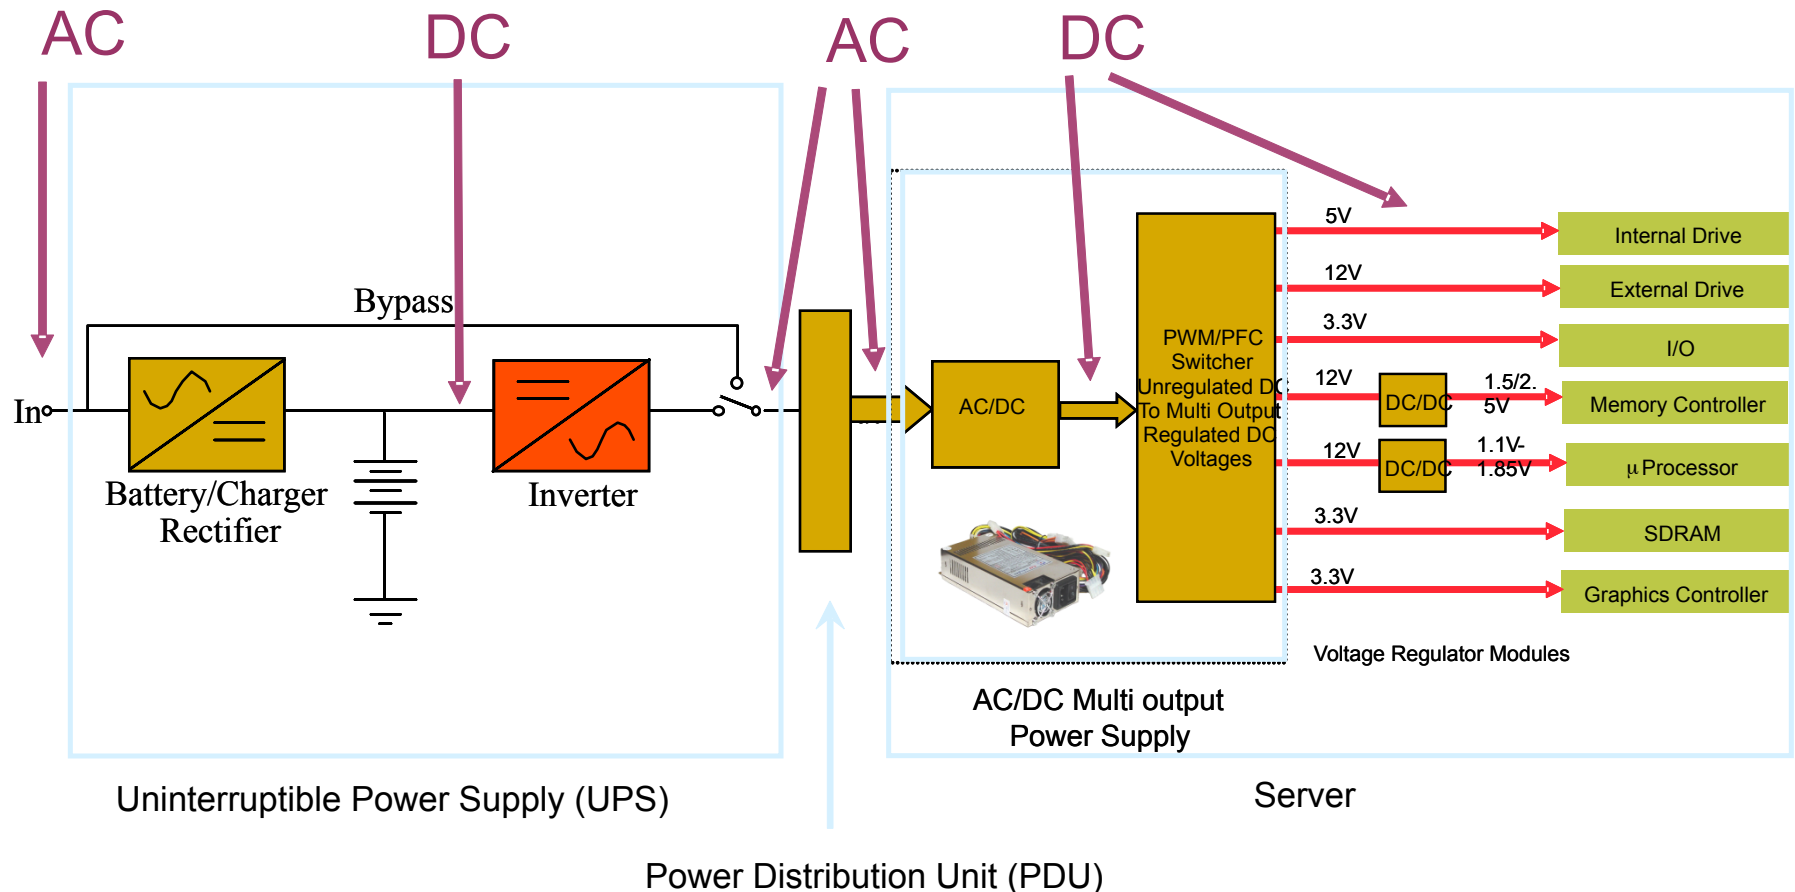 AC
DC
AC
DC
Bypass
In
Battery/Charger
Rectifier
Inverter
AC/DC
PWM/PFC
Switcher
Unregulated DC
To Multi Output
Regulated DC
Voltages
5V
Internal Drive
12V
External Drive
3.3V
I/O
12V
DC/DC
1.5/2.
5V
Memory Controller
12V
DC/DC
1.1V-
1.85V
μ Processor
3.3V
SDRAM
3.3V
Graphics Controller
Voltage Regulator Modules
AC/DC Multi output
Power Supply
Uninterruptible Power Supply (UPS)
Server
Power Distribution Unit (PDU)